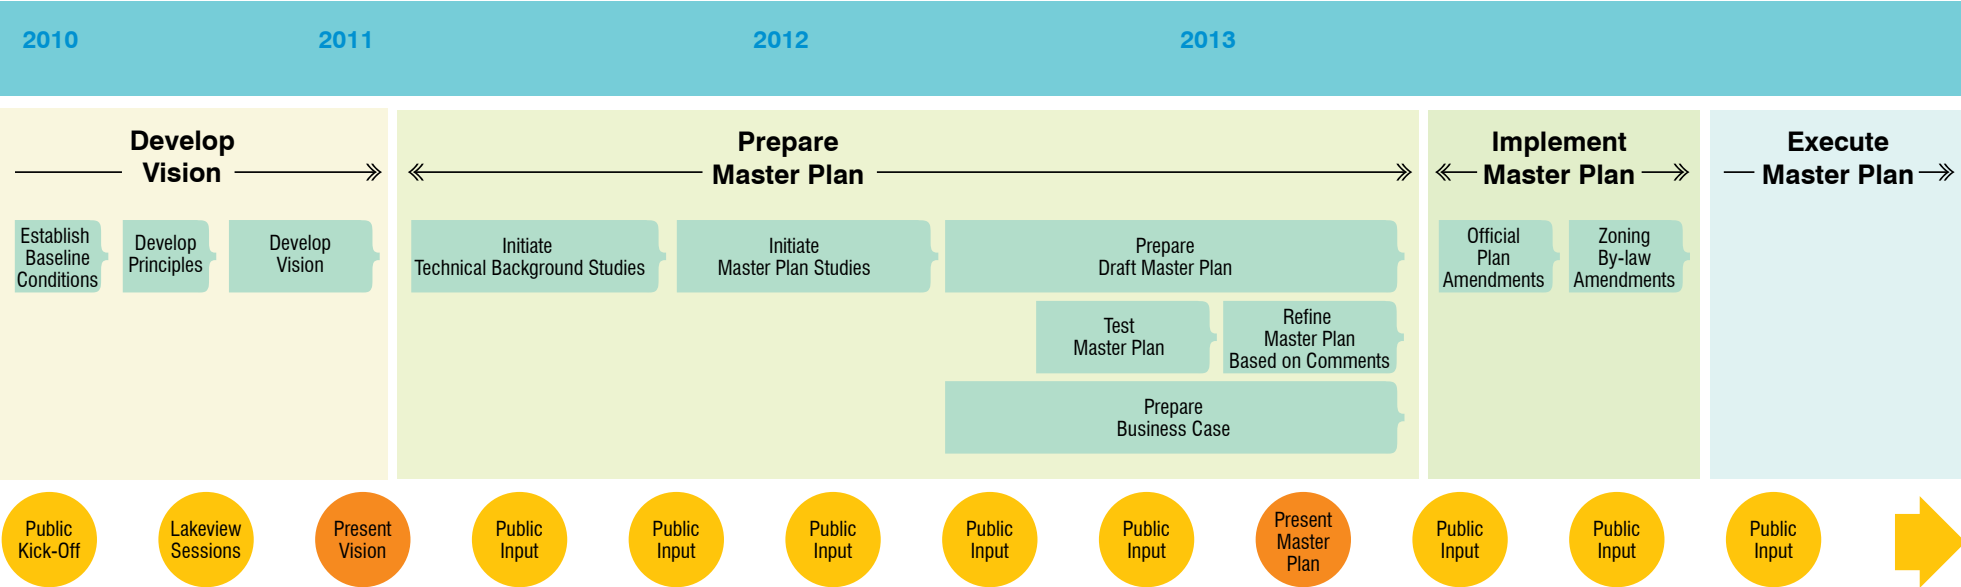 2010 2011 2012 2013
Develop
Vision
Prepare
Master Plan
Implement
Master Plan
Execute
Master Plan
Establish
Baseline
Conditions
Develop
Principles
Develop
Vision
Initiate
Technical Background Studies
Initiate
Master Plan Studies
Prepare
Draft Master Plan
Test
Master Plan
Refine
Master Plan
Based on Comments
Prepare
Business Case
Official
Plan
Amendments
Zoning
By-law
Amendments
Public
Kick-Off
Lakeview
Sessions
Present
Vision
Public
Input
Public
Input
Public
Input
Public
Input
Public
Input
Present
Master
Plan
Public
Input
Public
Input
Public
Input